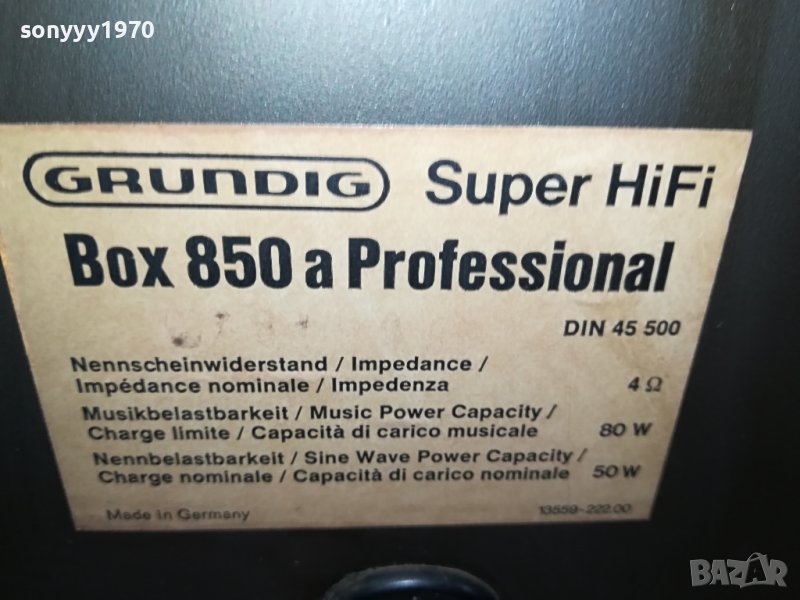 sonyyy1970
GRUNDIG Super HiFi
Box 850 a Professional
DIN 45 500
Nennscheinwiderstand / Impedance /
Impédance nominale / Impedenza 4 Ω
Musikbelastbarkeit / Music Power Capacity /
Charge limite / Capacità di carico musicale 80 W
Nennbelastbarkeit / Sine Wave Power Capacity /
Charge nominale / Capacità di carico nominale 50 W
Made in Germany 13559-222.00
BAZAR